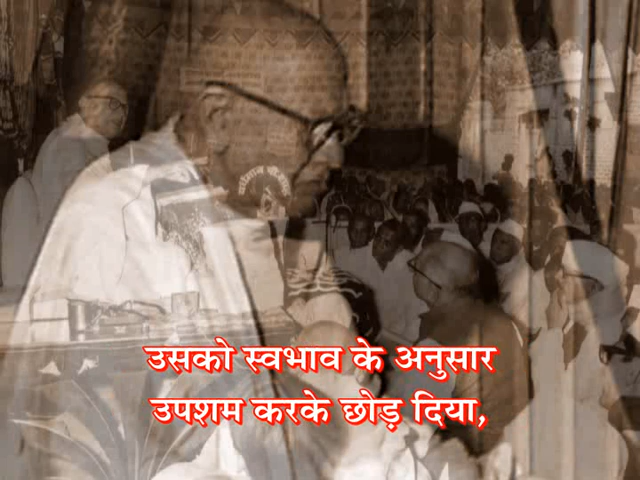 उसको स्वभाव के अनुसार
उपशम करके छोड़ दिया,